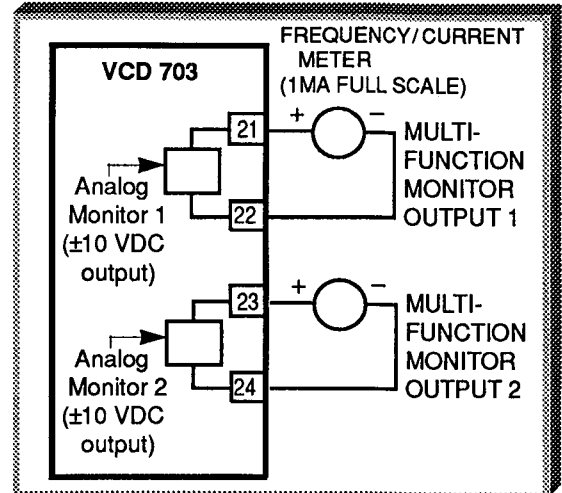 FREQUENCY/CURRENT
METER
(1MA FULL SCALE)
VCD 703
21
+
−
MULTI-
FUNCTION
MONITOR
OUTPUT 1
Analog
Monitor 1
(±10 VDC
output)
22
23
+
−
MULTI-
FUNCTION
MONITOR
OUTPUT 2
Analog
Monitor 2
(±10 VDC
output)
24